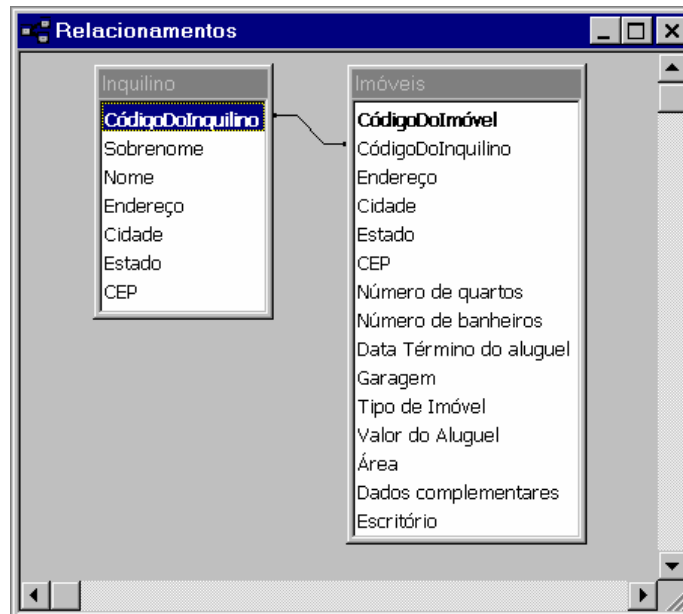 Relacionamentos
Inquilino
CódigoDoInquilino
Sobrenome
Nome
Endereço
Cidade
Estado
CEP
Imóveis
CódigoDoImóvel
CódigoDoInquilino
Endereço
Cidade
Estado
CEP
Número de quartos
Número de banheiros
Data Término do aluguel
Garagem
Tipo de Imóvel
Valor do Aluguel
Área
Dados complementares
Escritório